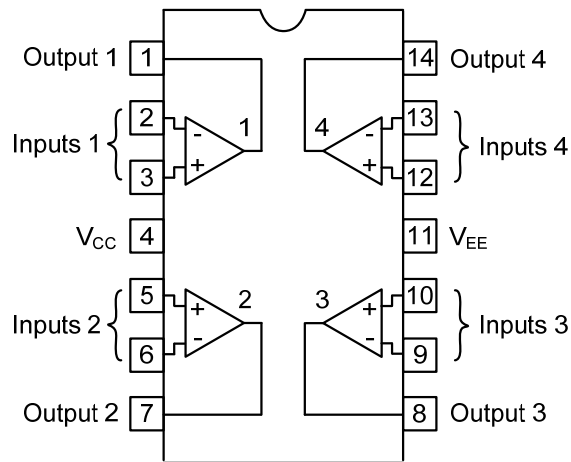 Output 1 1 14 Output 4
2 13
Inputs 1 - 1 4 - Inputs 4
+ +
3 12
VCC 4 11 VEE
5 10
Inputs 2 + 2 3 + Inputs 3
- -
6 9
Output 2 7 8 Output 3